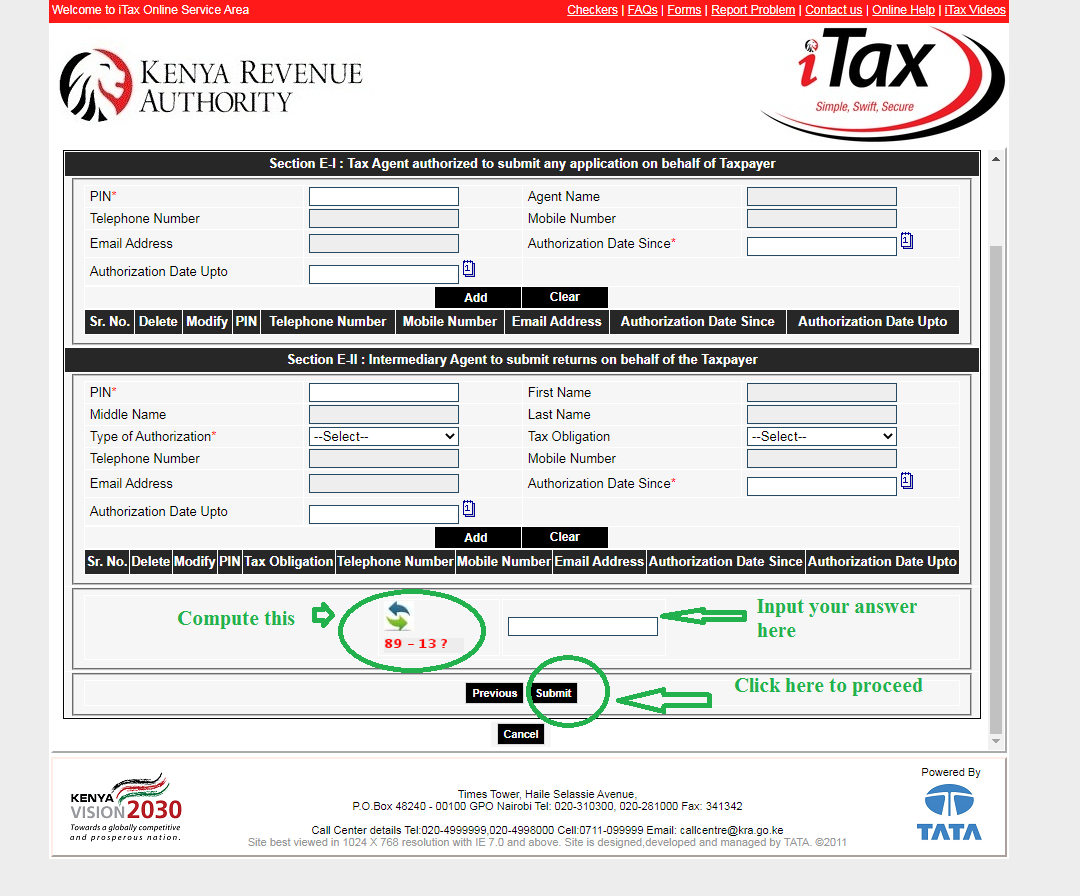 Welcome to iTax Online Service Area
Checkers | FAQs | Forms | Report Problem | Contact us | Online Help | iTax Videos
KENYA REVENUE
AUTHORITY
iTax
Simple, Swift, Secure
Section E-I : Tax Agent authorized to submit any application on behalf of Taxpayer
PIN* Agent Name
Telephone Number Mobile Number
Email Address Authorization Date Since* 1
Authorization Date Upto 1
Add Clear
Sr. No. Delete Modify PIN Telephone Number Mobile Number Email Address Authorization Date Since Authorization Date Upto
Section E-II : Intermediary Agent to submit returns on behalf of the Taxpayer
PIN* First Name
Middle Name Last Name
Type of Authorization* --Select-- Tax Obligation --Select--
Telephone Number Mobile Number
Email Address Authorization Date Since* 1
Authorization Date Upto 1
Add Clear
Sr. No. Delete Modify PIN Tax Obligation Telephone Number Mobile Number Email Address Authorization Date Since Authorization Date Upto
Compute this
89 - 13 ?
Input your answer
here
Previous Submit
Click here to proceed
Cancel
KENYA
VISION 2030
Towards a globally competitive
and prosperous nation.
Times Tower, Haile Selassie Avenue,
P.O.Box 48240 - 00100 GPO Nairobi Tel: 020-310300, 020-281000 Fax: 341342
Call Center details Tel:020-4999999,020-4998000 Cell:0711-099999 Email: callcentre@kra.go.ke
Site best viewed in 1024 X 768 resolution with IE 7.0 and above. Site is designed,developed and managed by TATA. ©2011
Powered By
TATA